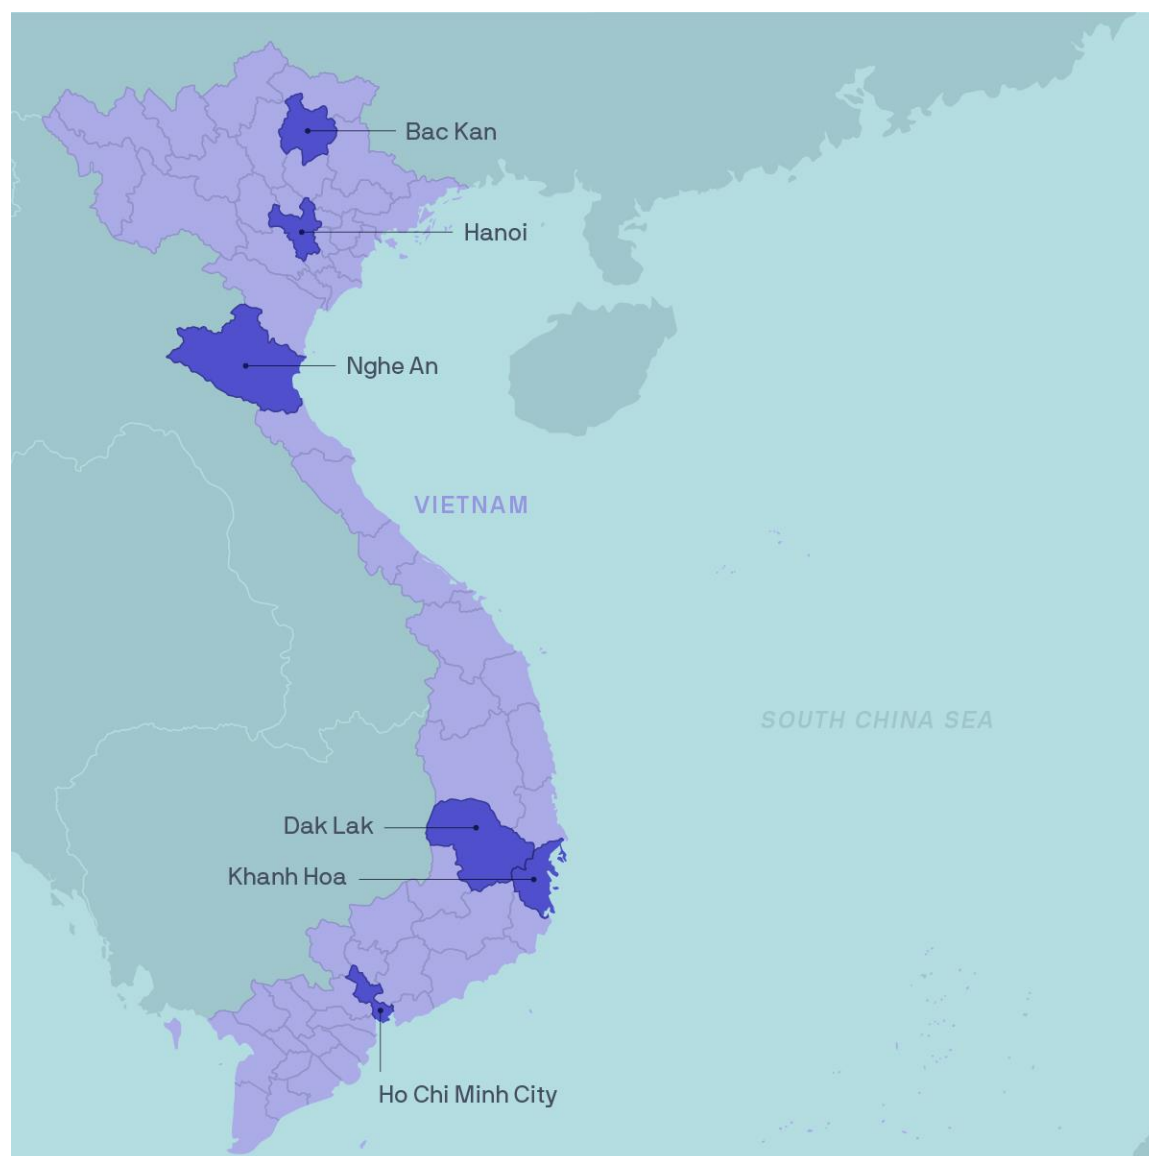 Bac Kan
Hanoi
Nghe An
VIETNAM
SOUTH CHINA SEA
Dak Lak
Khanh Hoa
Ho Chi Minh City